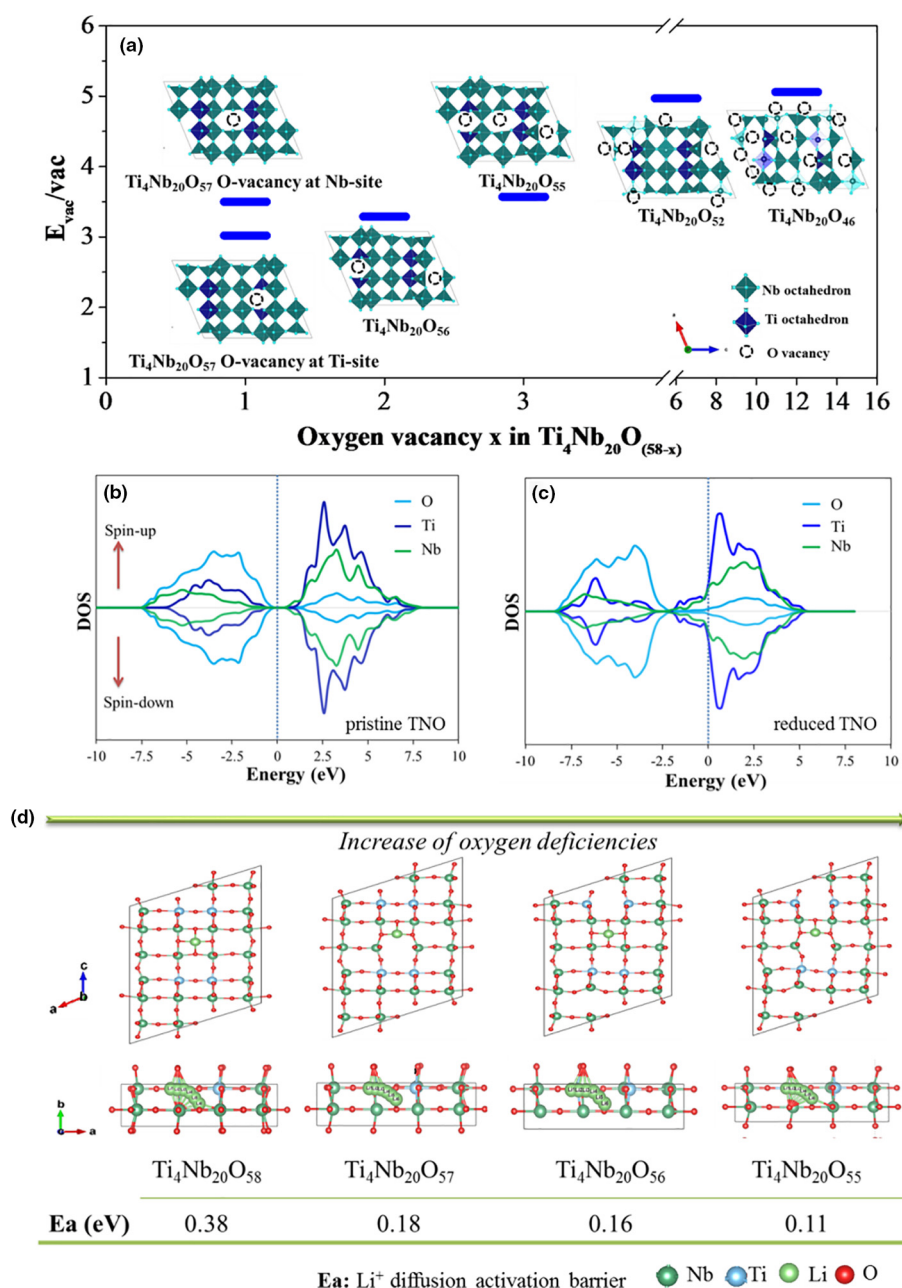 (a)
6
5
4
3
2
1
E_vac/vac
Ti₄Nb₂₀O₅₇ O-vacancy at Nb-site
Ti₄Nb₂₀O₅₅
Ti₄Nb₂₀O₅₂
Ti₄Nb₂₀O₄₆
Ti₄Nb₂₀O₅₆
Ti₄Nb₂₀O₅₇ O-vacancy at Ti-site
Nb octahedron
Ti octahedron
O vacancy
0 1 2 3 6 8 10 12 14 16
Oxygen vacancy x in Ti₄Nb₂₀O₍₅₈₋ₓ₎
(b)
Spin-up
O
Ti
Nb
DOS
Spin-down
pristine TNO
-10 -7.5 -5 -2.5 0 2.5 5 7.5 10
Energy (eV)
(c)
O
Ti
Nb
DOS
reduced TNO
-10 -7.5 -5 -2.5 0 2.5 5 7.5 10
Energy (eV)
(d)
Increase of oxygen deficiencies
c
b
a
b
a
Ti₄Nb₂₀O₅₈ Ti₄Nb₂₀O₅₇ Ti₄Nb₂₀O₅₆ Ti₄Nb₂₀O₅₅
Ea (eV) 0.38 0.18 0.16 0.11
Ea: Li⁺ diffusion activation barrier Nb Ti Li O